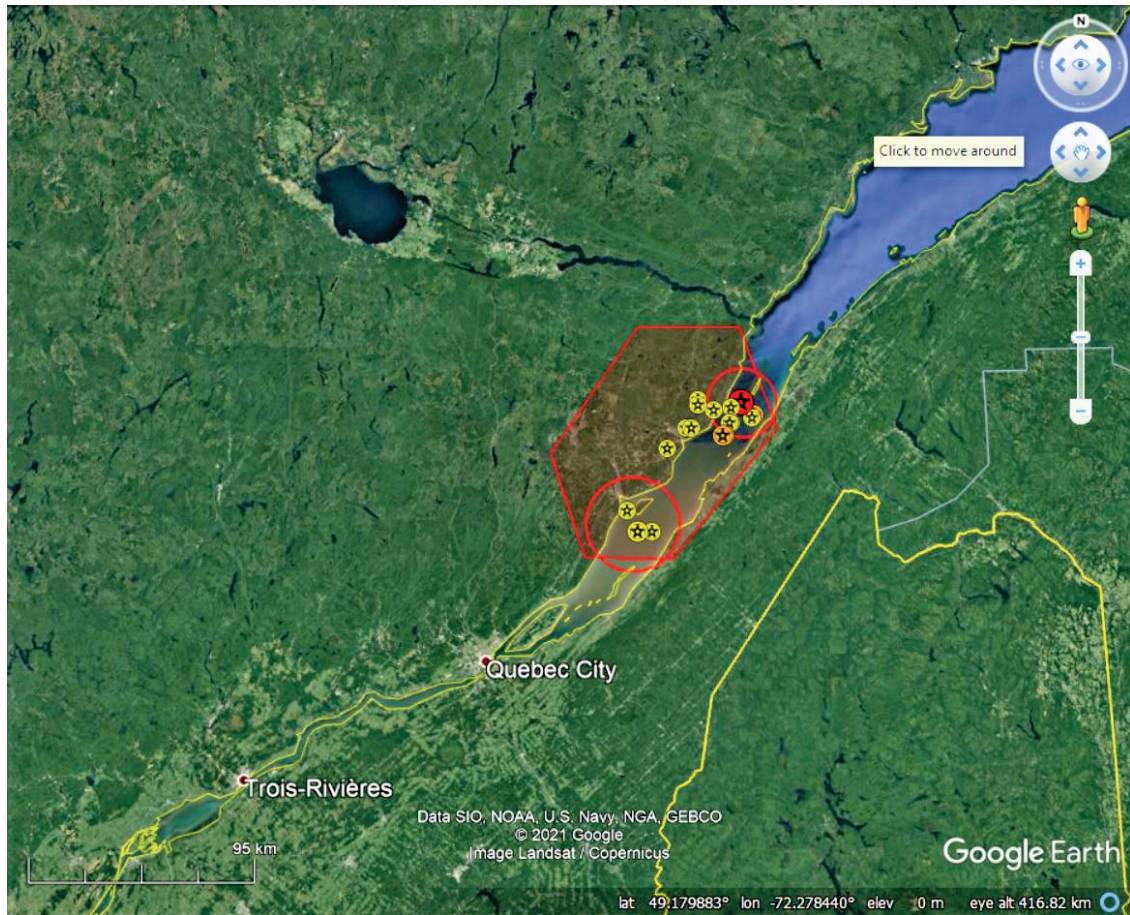 N
Click to move around
Quebec City
Trois-Rivières
Data SIO, NOAA, U.S. Navy, NGA, GEBCO
© 2021 Google
Image Landsat / Copernicus
95 km
Google Earth
lat 49.179883° lon -72.278440° elev 0 m eye alt 416.82 km